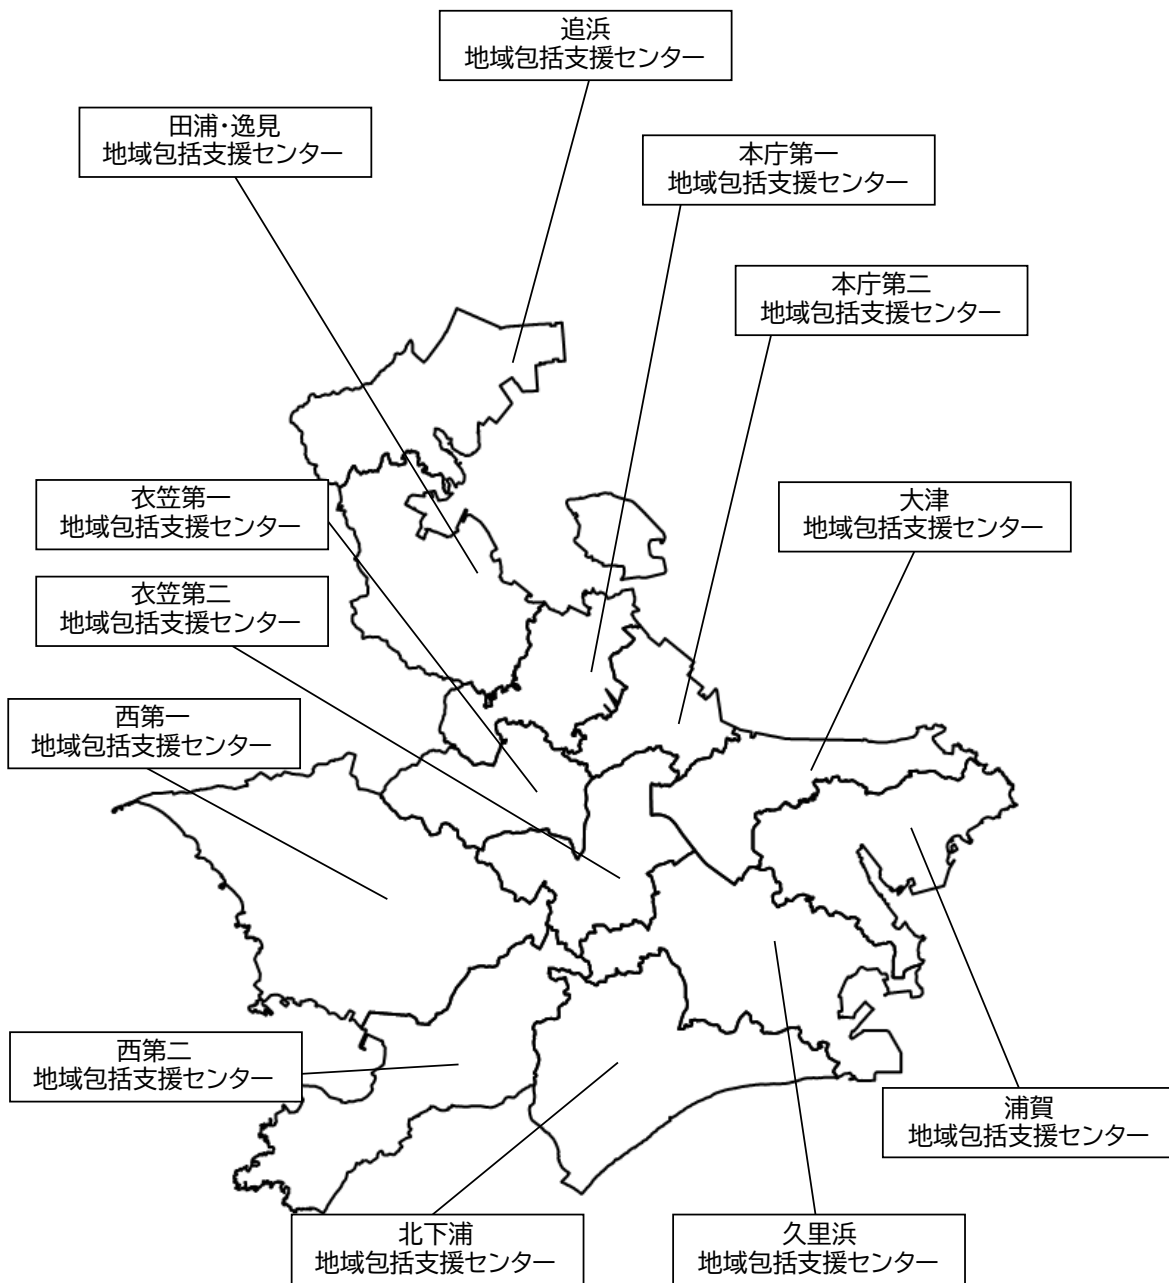 追浜
地域包括支援センター
田浦・逸見
地域包括支援センター
本庁第一
地域包括支援センター
本庁第二
地域包括支援センター
衣笠第一
地域包括支援センター
大津
地域包括支援センター
衣笠第二
地域包括支援センター
西第一
地域包括支援センター
西第二
地域包括支援センター
浦賀
地域包括支援センター
北下浦
地域包括支援センター
久里浜
地域包括支援センター